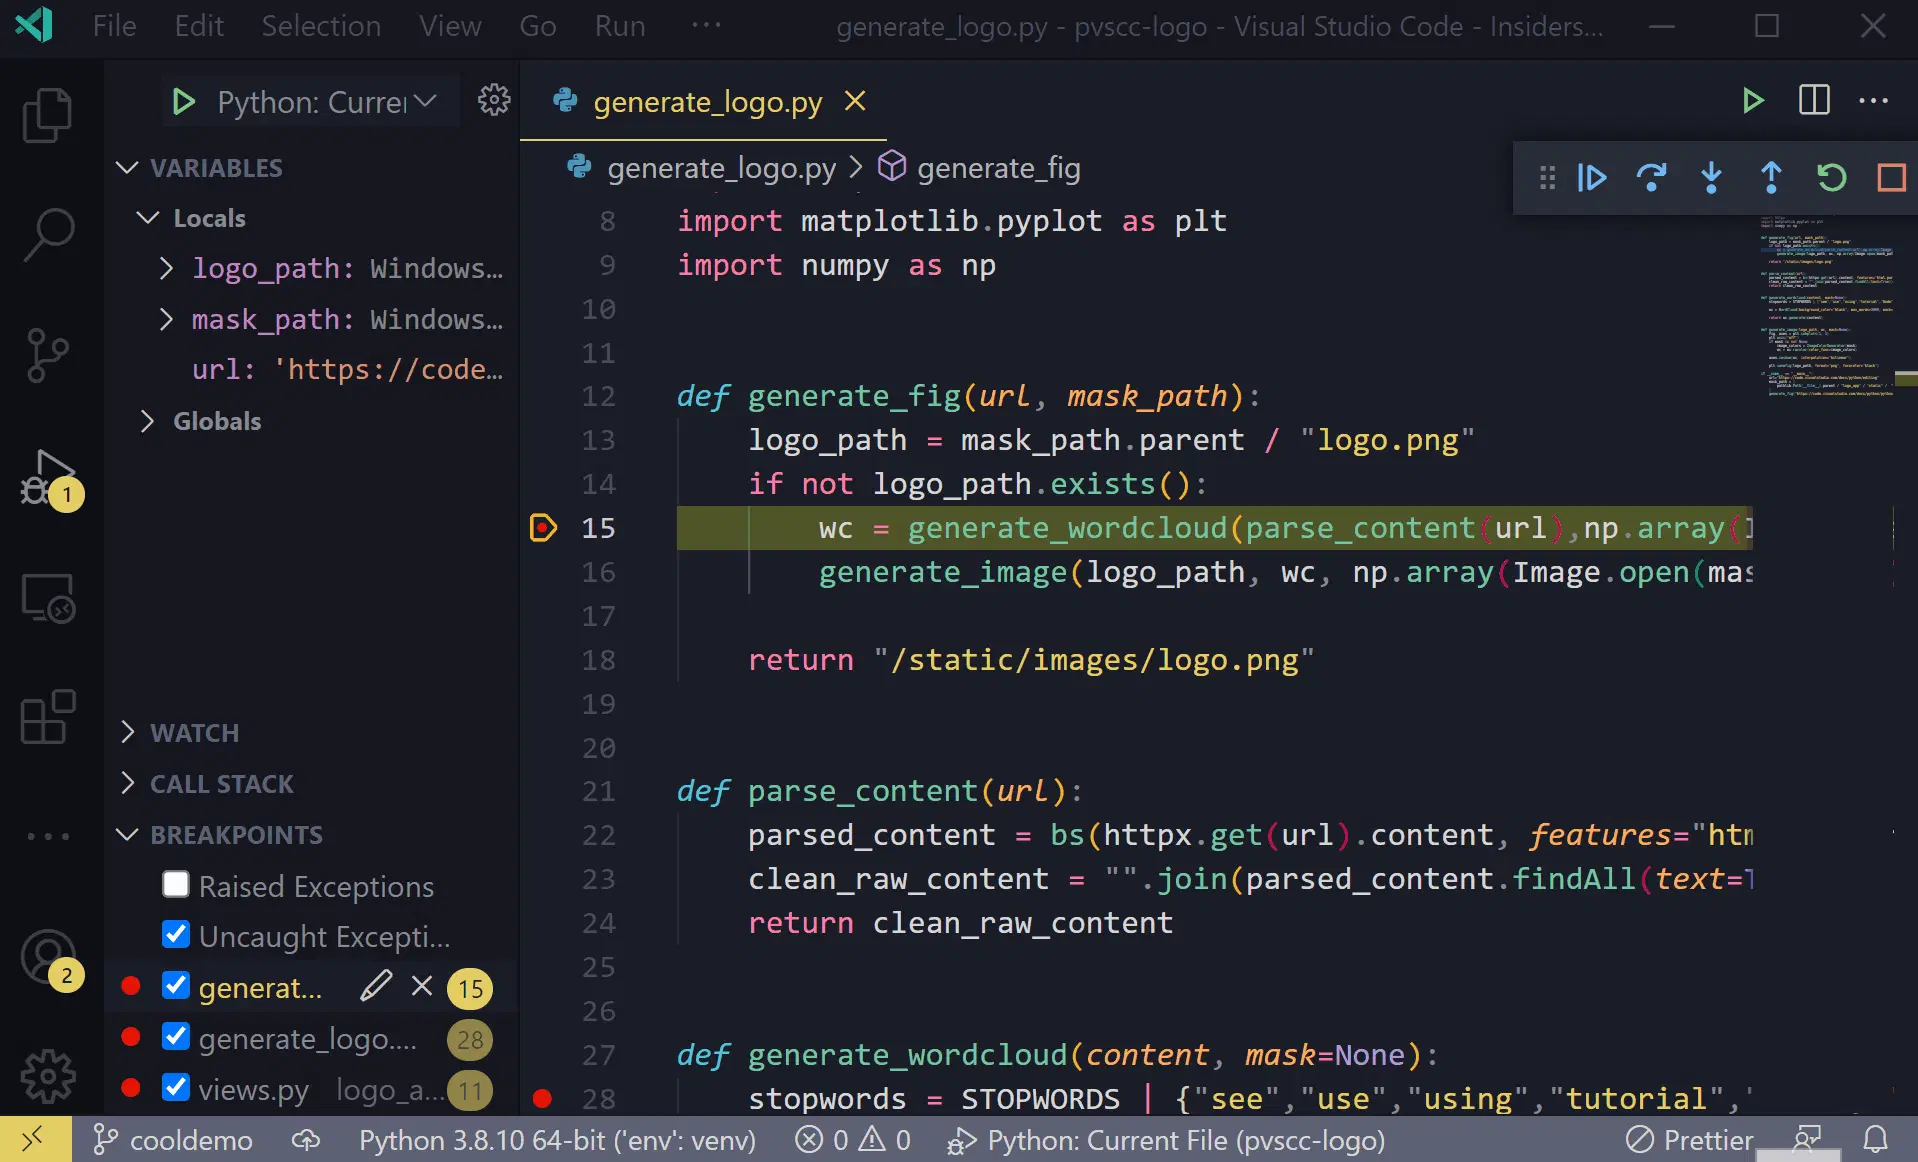 File Edit Selection View Go Run ··· generate_logo.py - pvscc-logo - Visual Studio Code - Insiders...
Python: Currer
generate_logo.py
generate_logo.py > generate_fig
VARIABLES
Locals
logo_path: Windows...
mask_path: Windows...
url: 'https://code...
Globals
WATCH
CALL STACK
BREAKPOINTS
Raised Exceptions
Uncaught Excepti...
generat... 15
generate_logo.... 28
views.py logo_a... 11
1
2
8 import matplotlib.pyplot as plt
9 import numpy as np
10
11
12 def generate_fig(url, mask_path):
13 logo_path = mask_path.parent / "logo.png"
14 if not logo_path.exists():
15 wc = generate_wordcloud(parse_content(url),np.array(I
16 generate_image(logo_path, wc, np.array(Image.open(mas
17
18 return "/static/images/logo.png"
19
20
21 def parse_content(url):
22 parsed_content = bs(httpx.get(url).content, features="htm
23 clean_raw_content = "".join(parsed_content.findAll(text=T
24 return clean_raw_content
25
26
27 def generate_wordcloud(content, mask=None):
28 stopwords = STOPWORDS | {"see","use","using","tutorial","
cooldemo Python 3.8.10 64-bit ('env': venv) 0 0 Python: Current File (pvscc-logo) Prettier